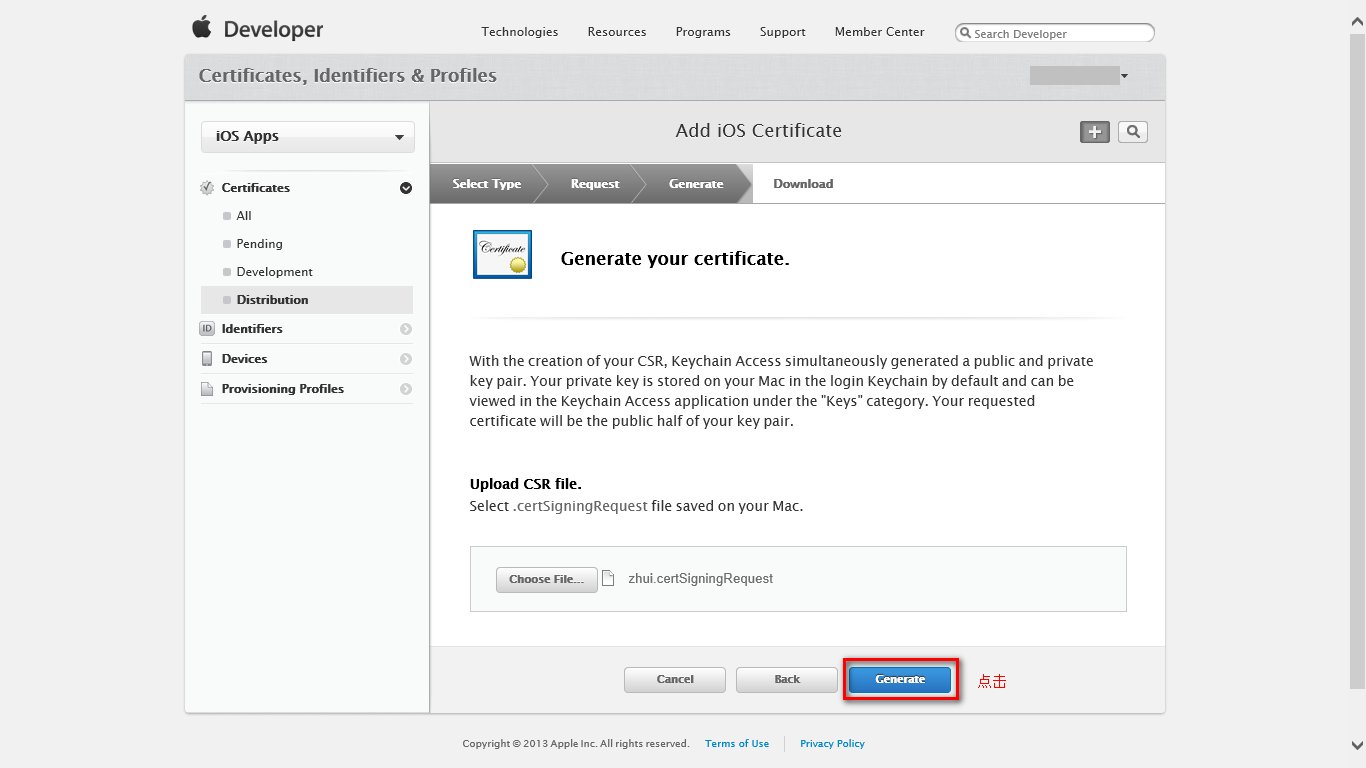 Developer
Technologies Resources Programs Support Member Center Search Developer
Certificates, Identifiers & Profiles
iOS Apps
Add iOS Certificate
Select Type Request Generate Download
Certificates
All
Pending
Development
Distribution
ID Identifiers
Devices
Provisioning Profiles
Certificate
Generate your certificate.
With the creation of your CSR, Keychain Access simultaneously generated a public and private
key pair. Your private key is stored on your Mac in the login Keychain by default and can be
viewed in the Keychain Access application under the "Keys" category. Your requested
certificate will be the public half of your key pair.
Upload CSR file.
Select .certSigningRequest file saved on your Mac.
Choose File... zhui.certSigningRequest
Cancel Back Generate 点击
Copyright © 2013 Apple Inc. All rights reserved. Terms of Use Privacy Policy